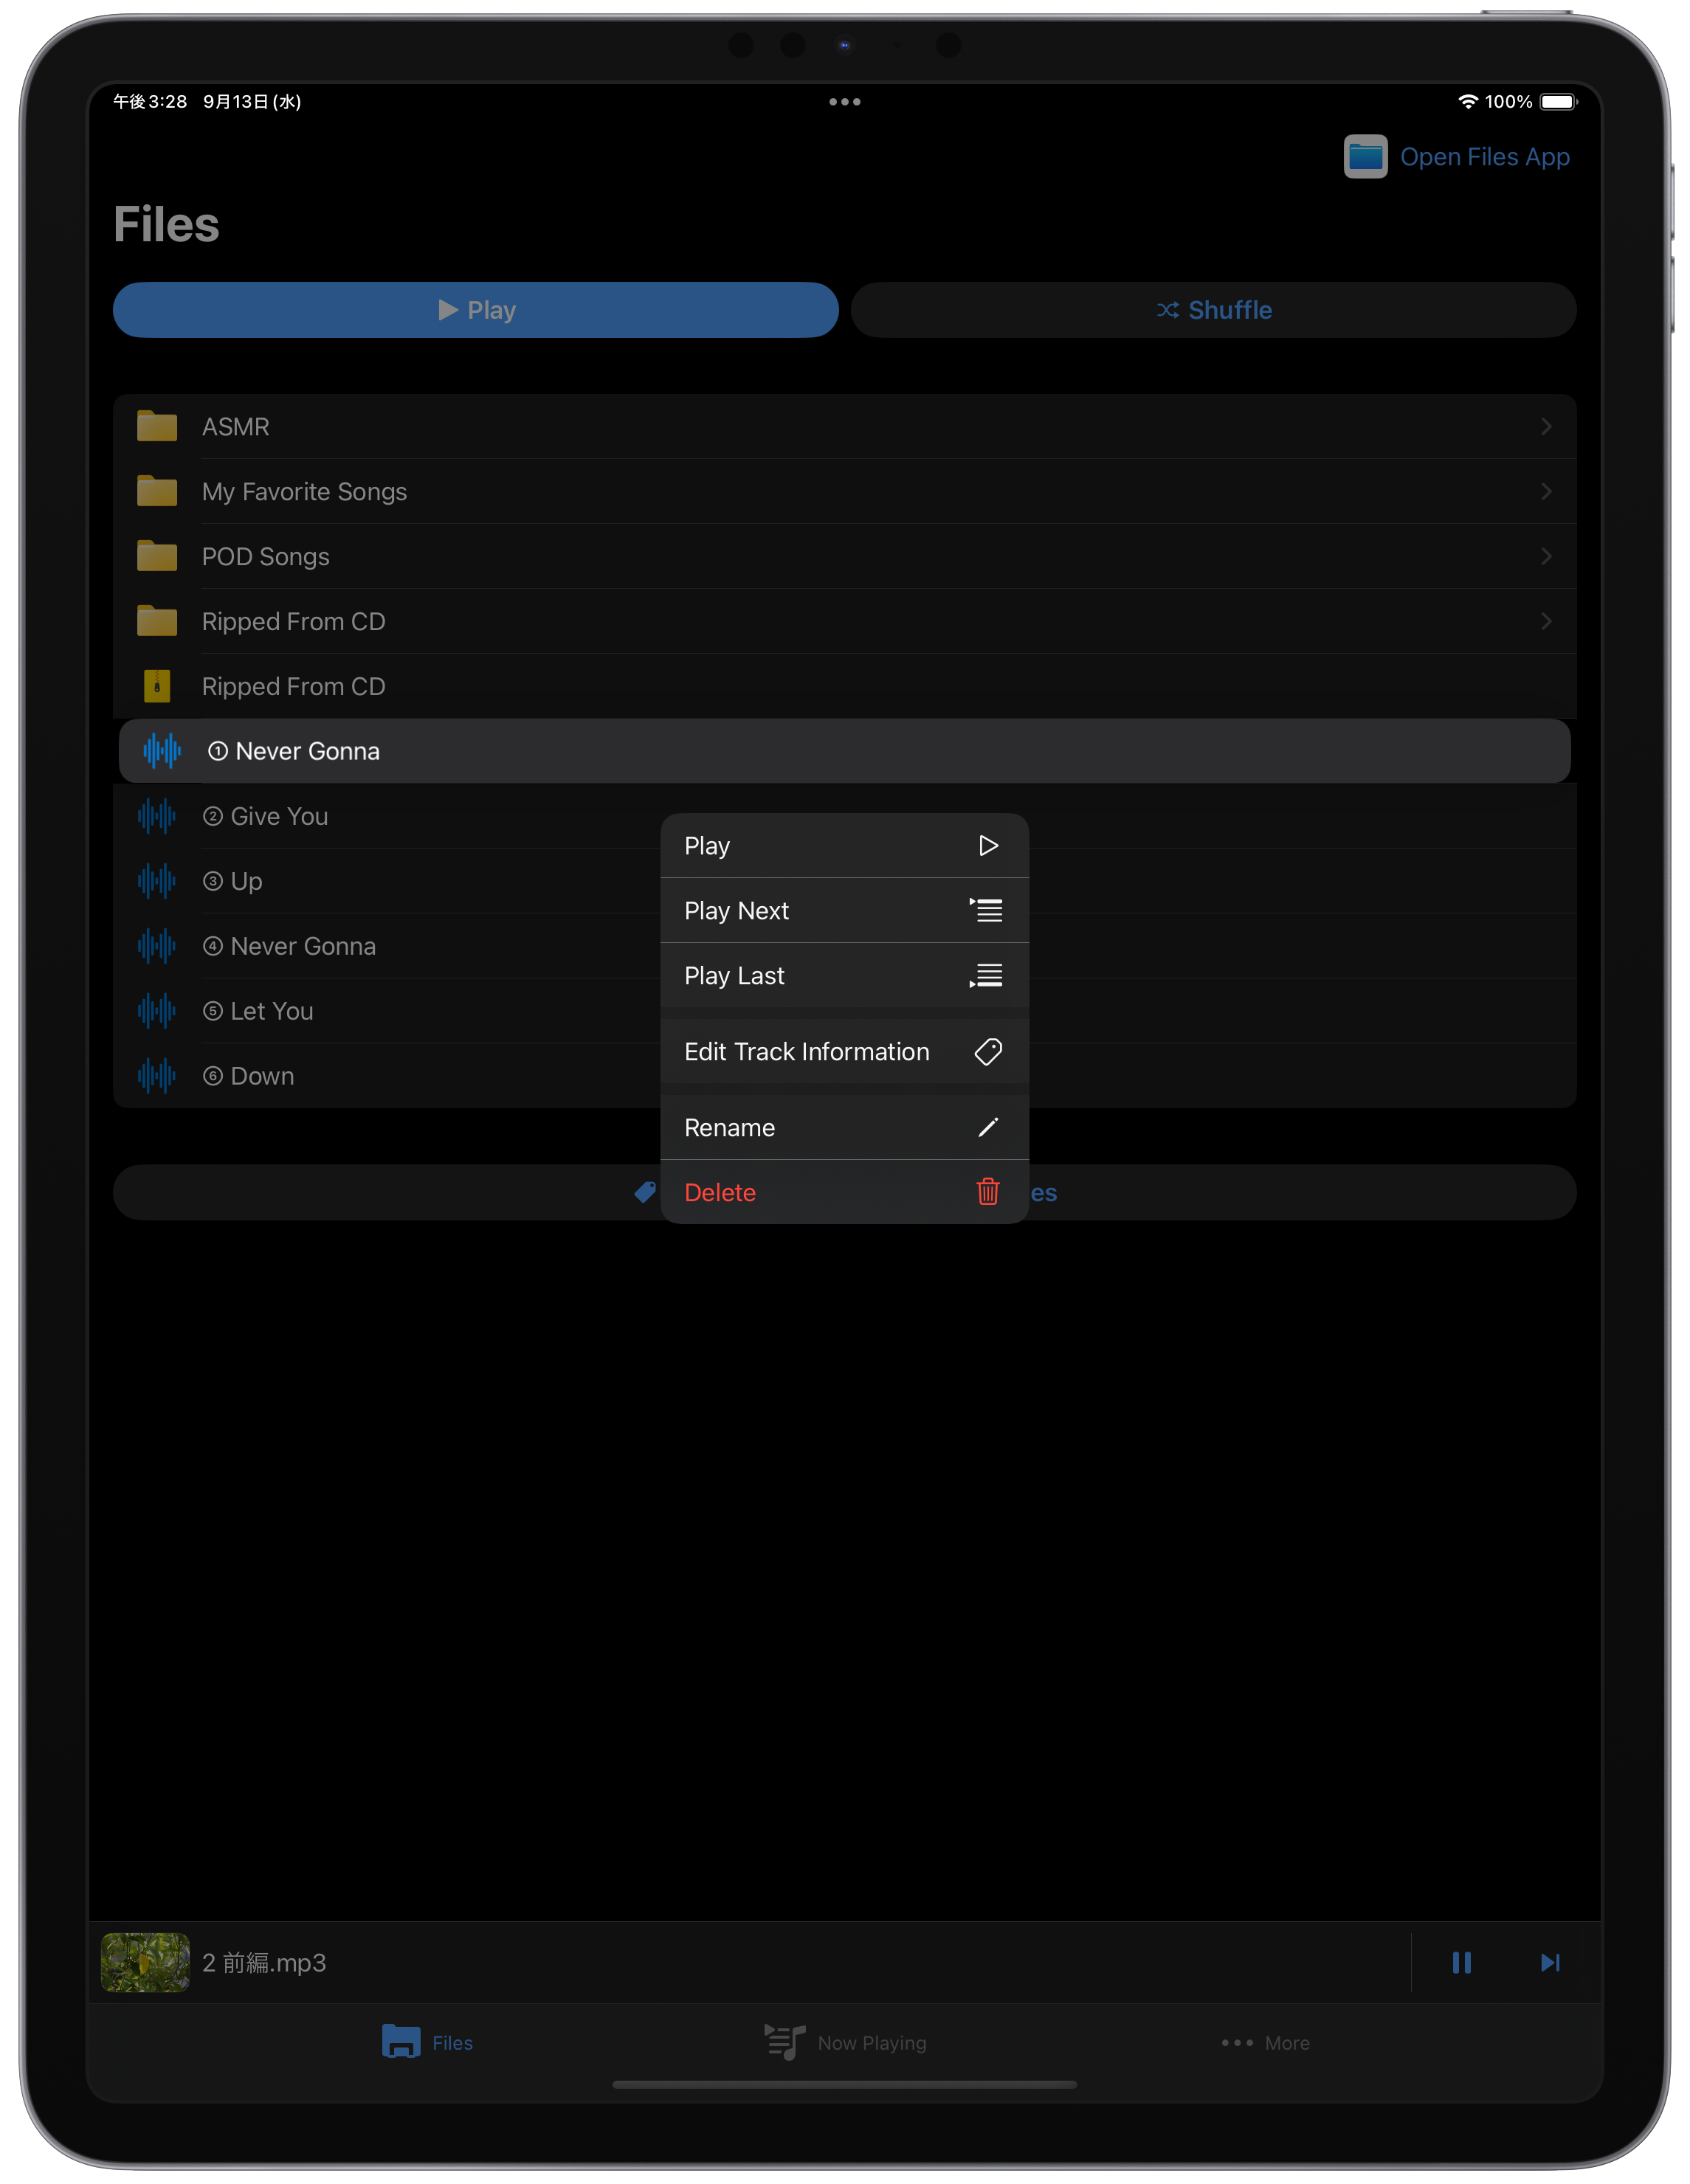 午後3:28 9月13日(水)
100%
Open Files App
Files
Play
Shuffle
ASMR
My Favorite Songs
POD Songs
Ripped From CD
Ripped From CD
① Never Gonna
② Give You
③ Up
④ Never Gonna
⑤ Let You
⑥ Down
Play
Play Next
Play Last
Edit Track Information
Rename
Delete
es
2 前編.mp3
Files
Now Playing
More